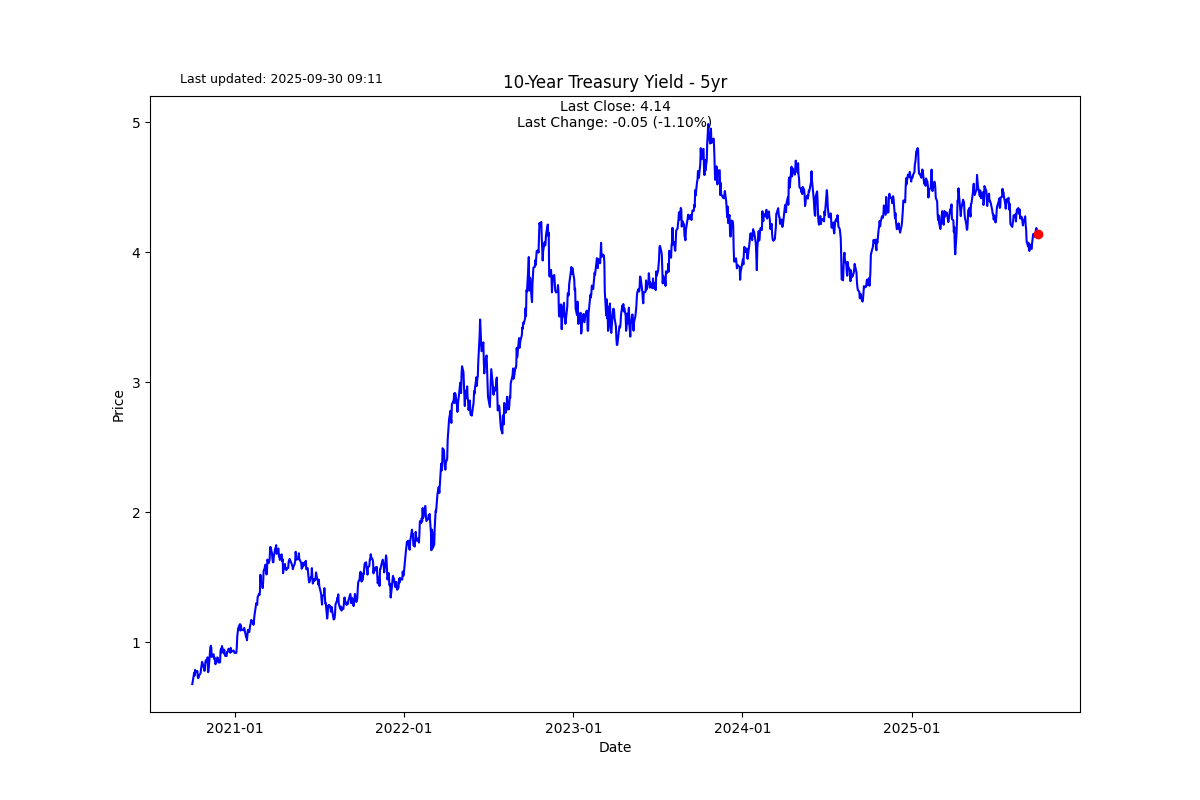 Last updated: 2025-09-30 09:11
10-Year Treasury Yield - 5yr
Last Close: 4.14
Last Change: -0.05 (-1.10%)
5
4
3
2
1
Price
2021-01
2022-01
2023-01
2024-01
2025-01
Date